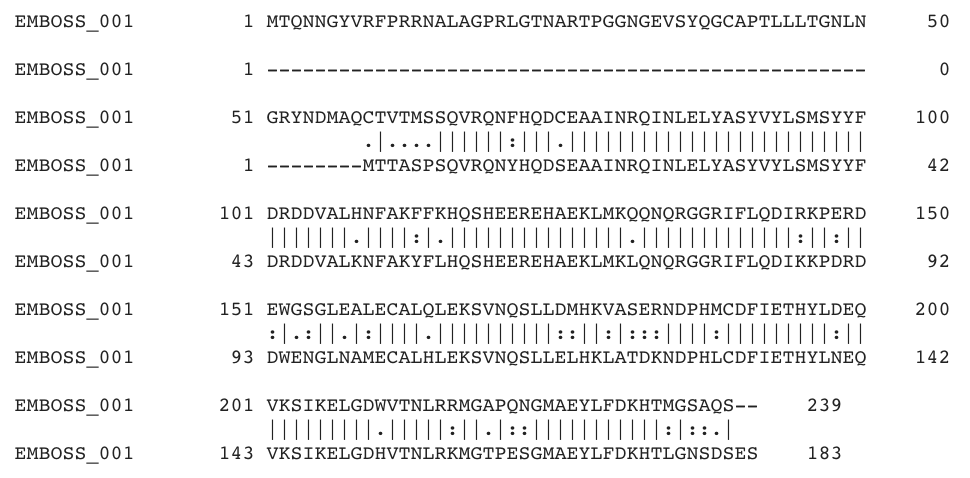 EMBOSS_001 1 MTQNNGYVRFPRRNALAGPRLGTNARTPGGNGEVSYQGCAPTLLLTGNLN 50
EMBOSS_001 1 -------------------------------------------------- 0
EMBOSS_001 51 GRYNDMAQCTVTMSSQVRQNFHQDCEAAINRQINLELYASYVYLSMSYYF 100
.|....||||||:|||.|||||||||||||||||||||||||
EMBOSS_001 1 --------MTTASPSQVRQNYHQDSEAAINRQINLELYASYVYLSMSYYF 42
EMBOSS_001 101 DRDDVALHNFAKFFKHQSHEEREHAEKLMKQQNQRGGRIFLQDIRKPERD 150
|||||||.||||:|.|||||||||||||||.|||||||||||||:||:||
EMBOSS_001 43 DRDDVALKNFAKYFLHQSHEEREHAEKLMKLQNQRGGRIFLQDIKKPDRD 92
EMBOSS_001 151 EWGSGLEALECALQLEKSVNQSLLDMHKVASERNDPHMCDFIETHYLDEQ 200
:|.:||.|:||||.||||||||||::||:|:::||||:|||||||||:||
EMBOSS_001 93 DWENGLNAMECALHLEKSVNQSLLELHKLATDKNDPHLCDFIETHYLNEQ 142
EMBOSS_001 201 VKSIKELGDWVTNLRRMGAPQNGMAEYLFDKHTMGSAQS-- 239
|||||||||.|||||:||.|::|||||||||||:|::.|
EMBOSS_001 143 VKSIKELGDHVTNLRKMGTPESGMAEYLFDKHTLGNSDSES 183